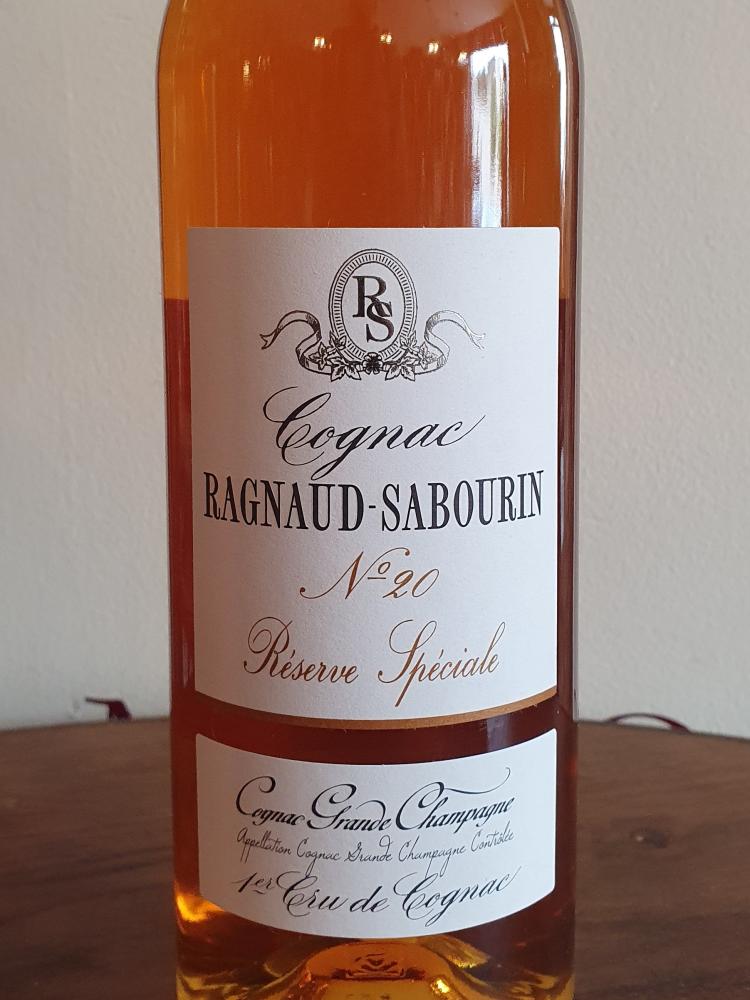 RS
Cognac
RAGNAUD-SABOURIN
Nº 20
Réserve Spéciale
Cognac Grande Champagne
Appellation Cognac Grande Champagne Contrôlée
1er Cru de Cognac